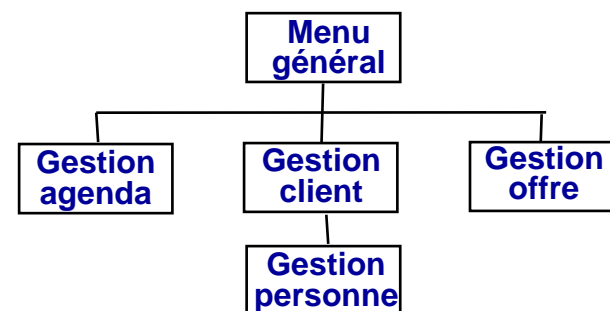 Menu
général
Gestion
agenda
Gestion
client
Gestion
offre
Gestion
personne